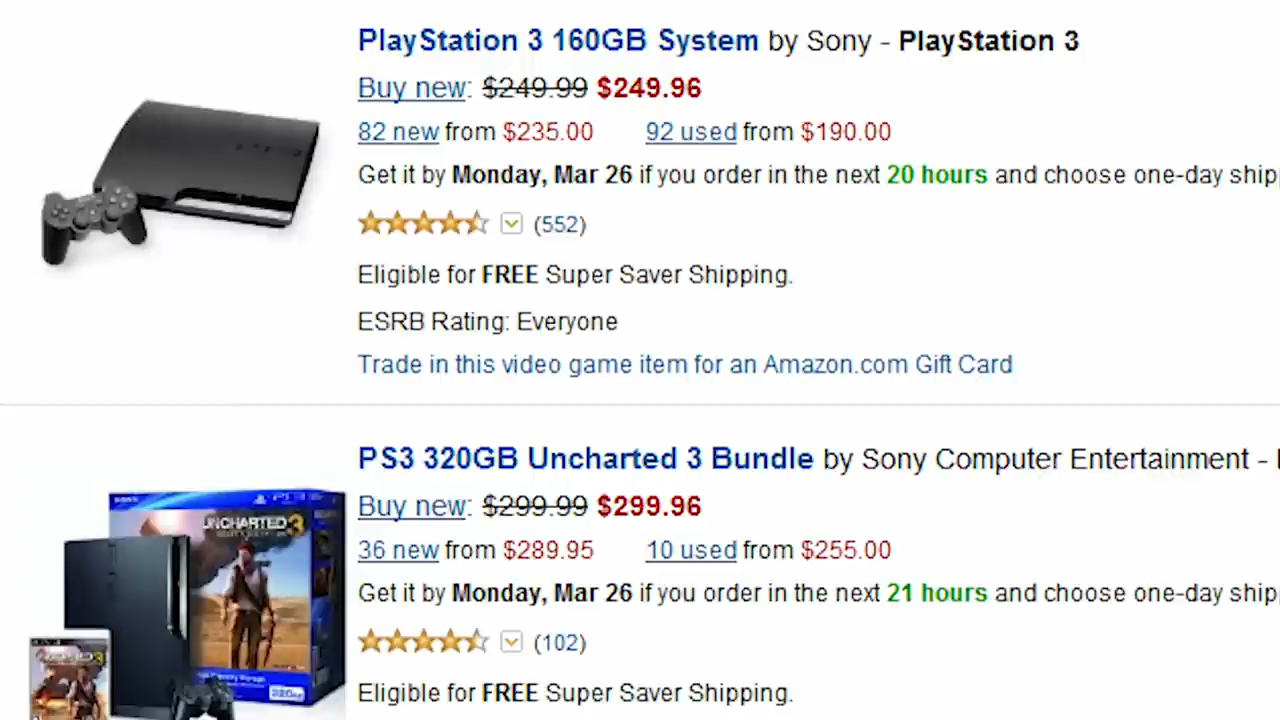 PlayStation 3 160GB System by Sony - PlayStation 3
Buy new: $249.99 $249.96
82 new from $235.00 92 used from $190.00
Get it by Monday, Mar 26 if you order in the next 20 hours and choose one-day ship
(552)
Eligible for FREE Super Saver Shipping.
ESRB Rating: Everyone
Trade in this video game item for an Amazon.com Gift Card
PS3 320GB Uncharted 3 Bundle by Sony Computer Entertainment -
Buy new: $299.99 $299.96
36 new from $289.95 10 used from $255.00
Get it by Monday, Mar 26 if you order in the next 21 hours and choose one-day ship
(102)
Eligible for FREE Super Saver Shipping.
SONY
UNCHARTED 3
320GB